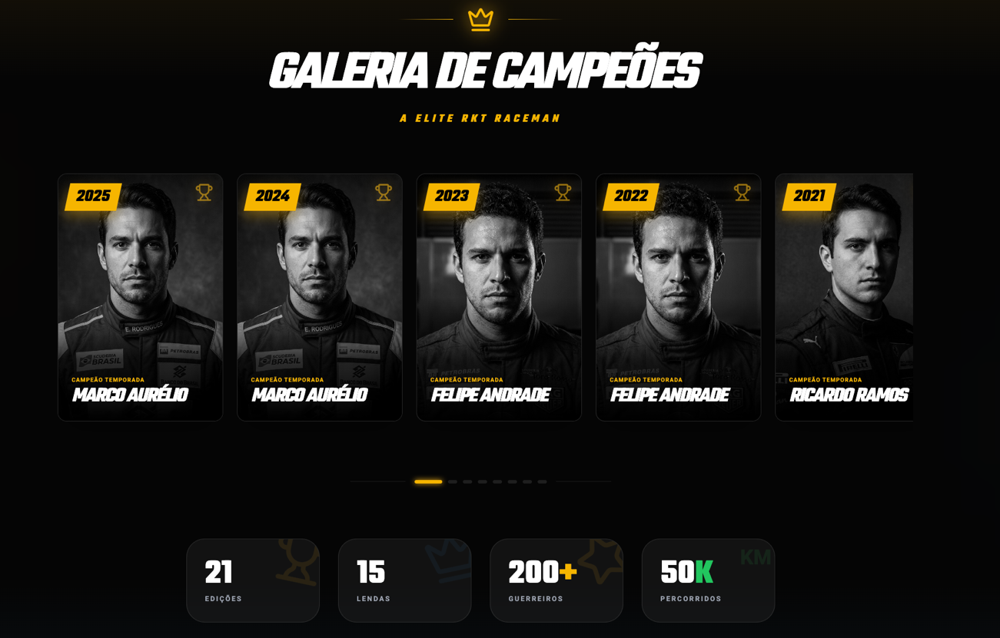 GALERIA DE CAMPEÕES
A ELITE RKT RACEMAN
2025
E. RODRIGUES
SCUDERIA
BRASIL
PETROBRAS
CAMPEÃO TEMPORADA
MARCO AURÉLIO
2024
E. RODRIGUES
SCUDERIA
BRASIL
PETROBRAS
CAMPEÃO TEMPORADA
MARCO AURÉLIO
2023
PETROBRAS
CAMPEÃO TEMPORADA
FELIPE ANDRADE
2022
PETROBRAS
CAMPEÃO TEMPORADA
FELIPE ANDRADE
2021
PIRELLI
CAMPEÃO TEMPORADA
RICARDO RAMOS
21
EDIÇÕES
15
LENDAS
200+
GUERREIROS
50K
KM
PERCORRIDOS